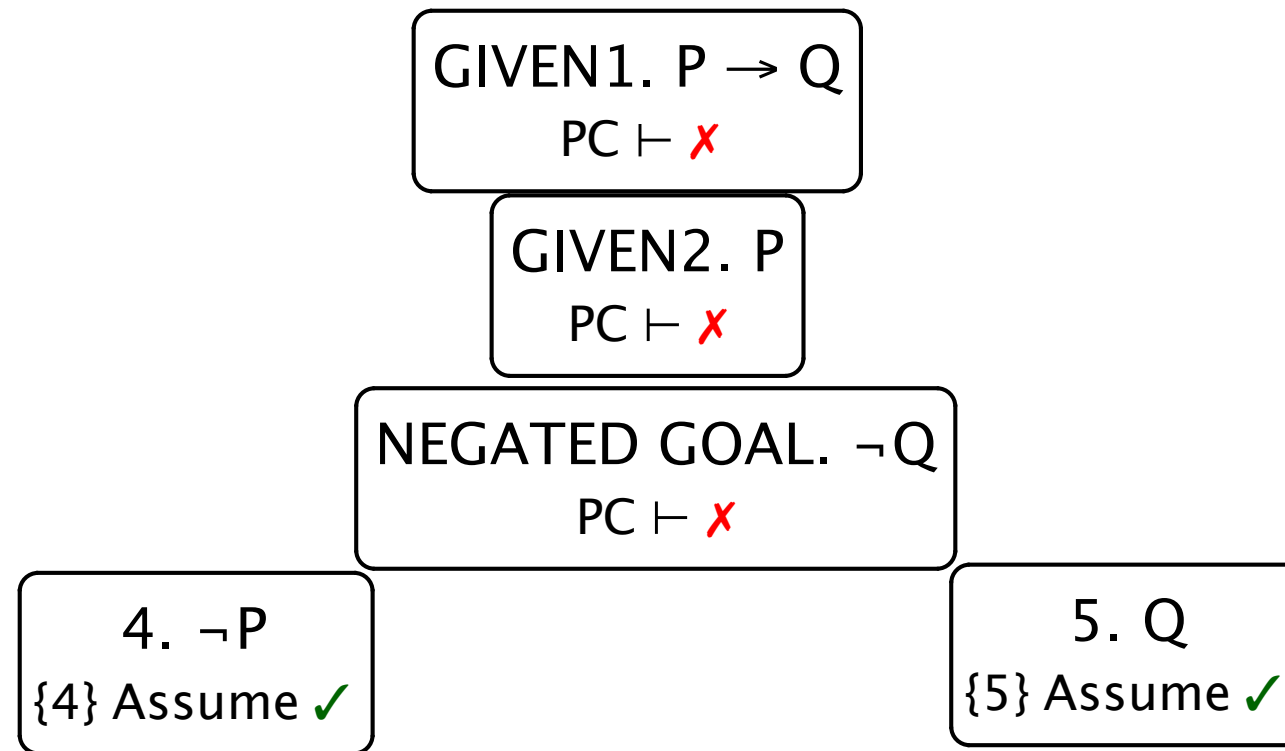 GIVEN1. P → Q
PC ⊢ ✗
GIVEN2. P
PC ⊢ ✗
NEGATED GOAL. ¬Q
PC ⊢ ✗
4. ¬P
{4} Assume ✓
5. Q
{5} Assume ✓